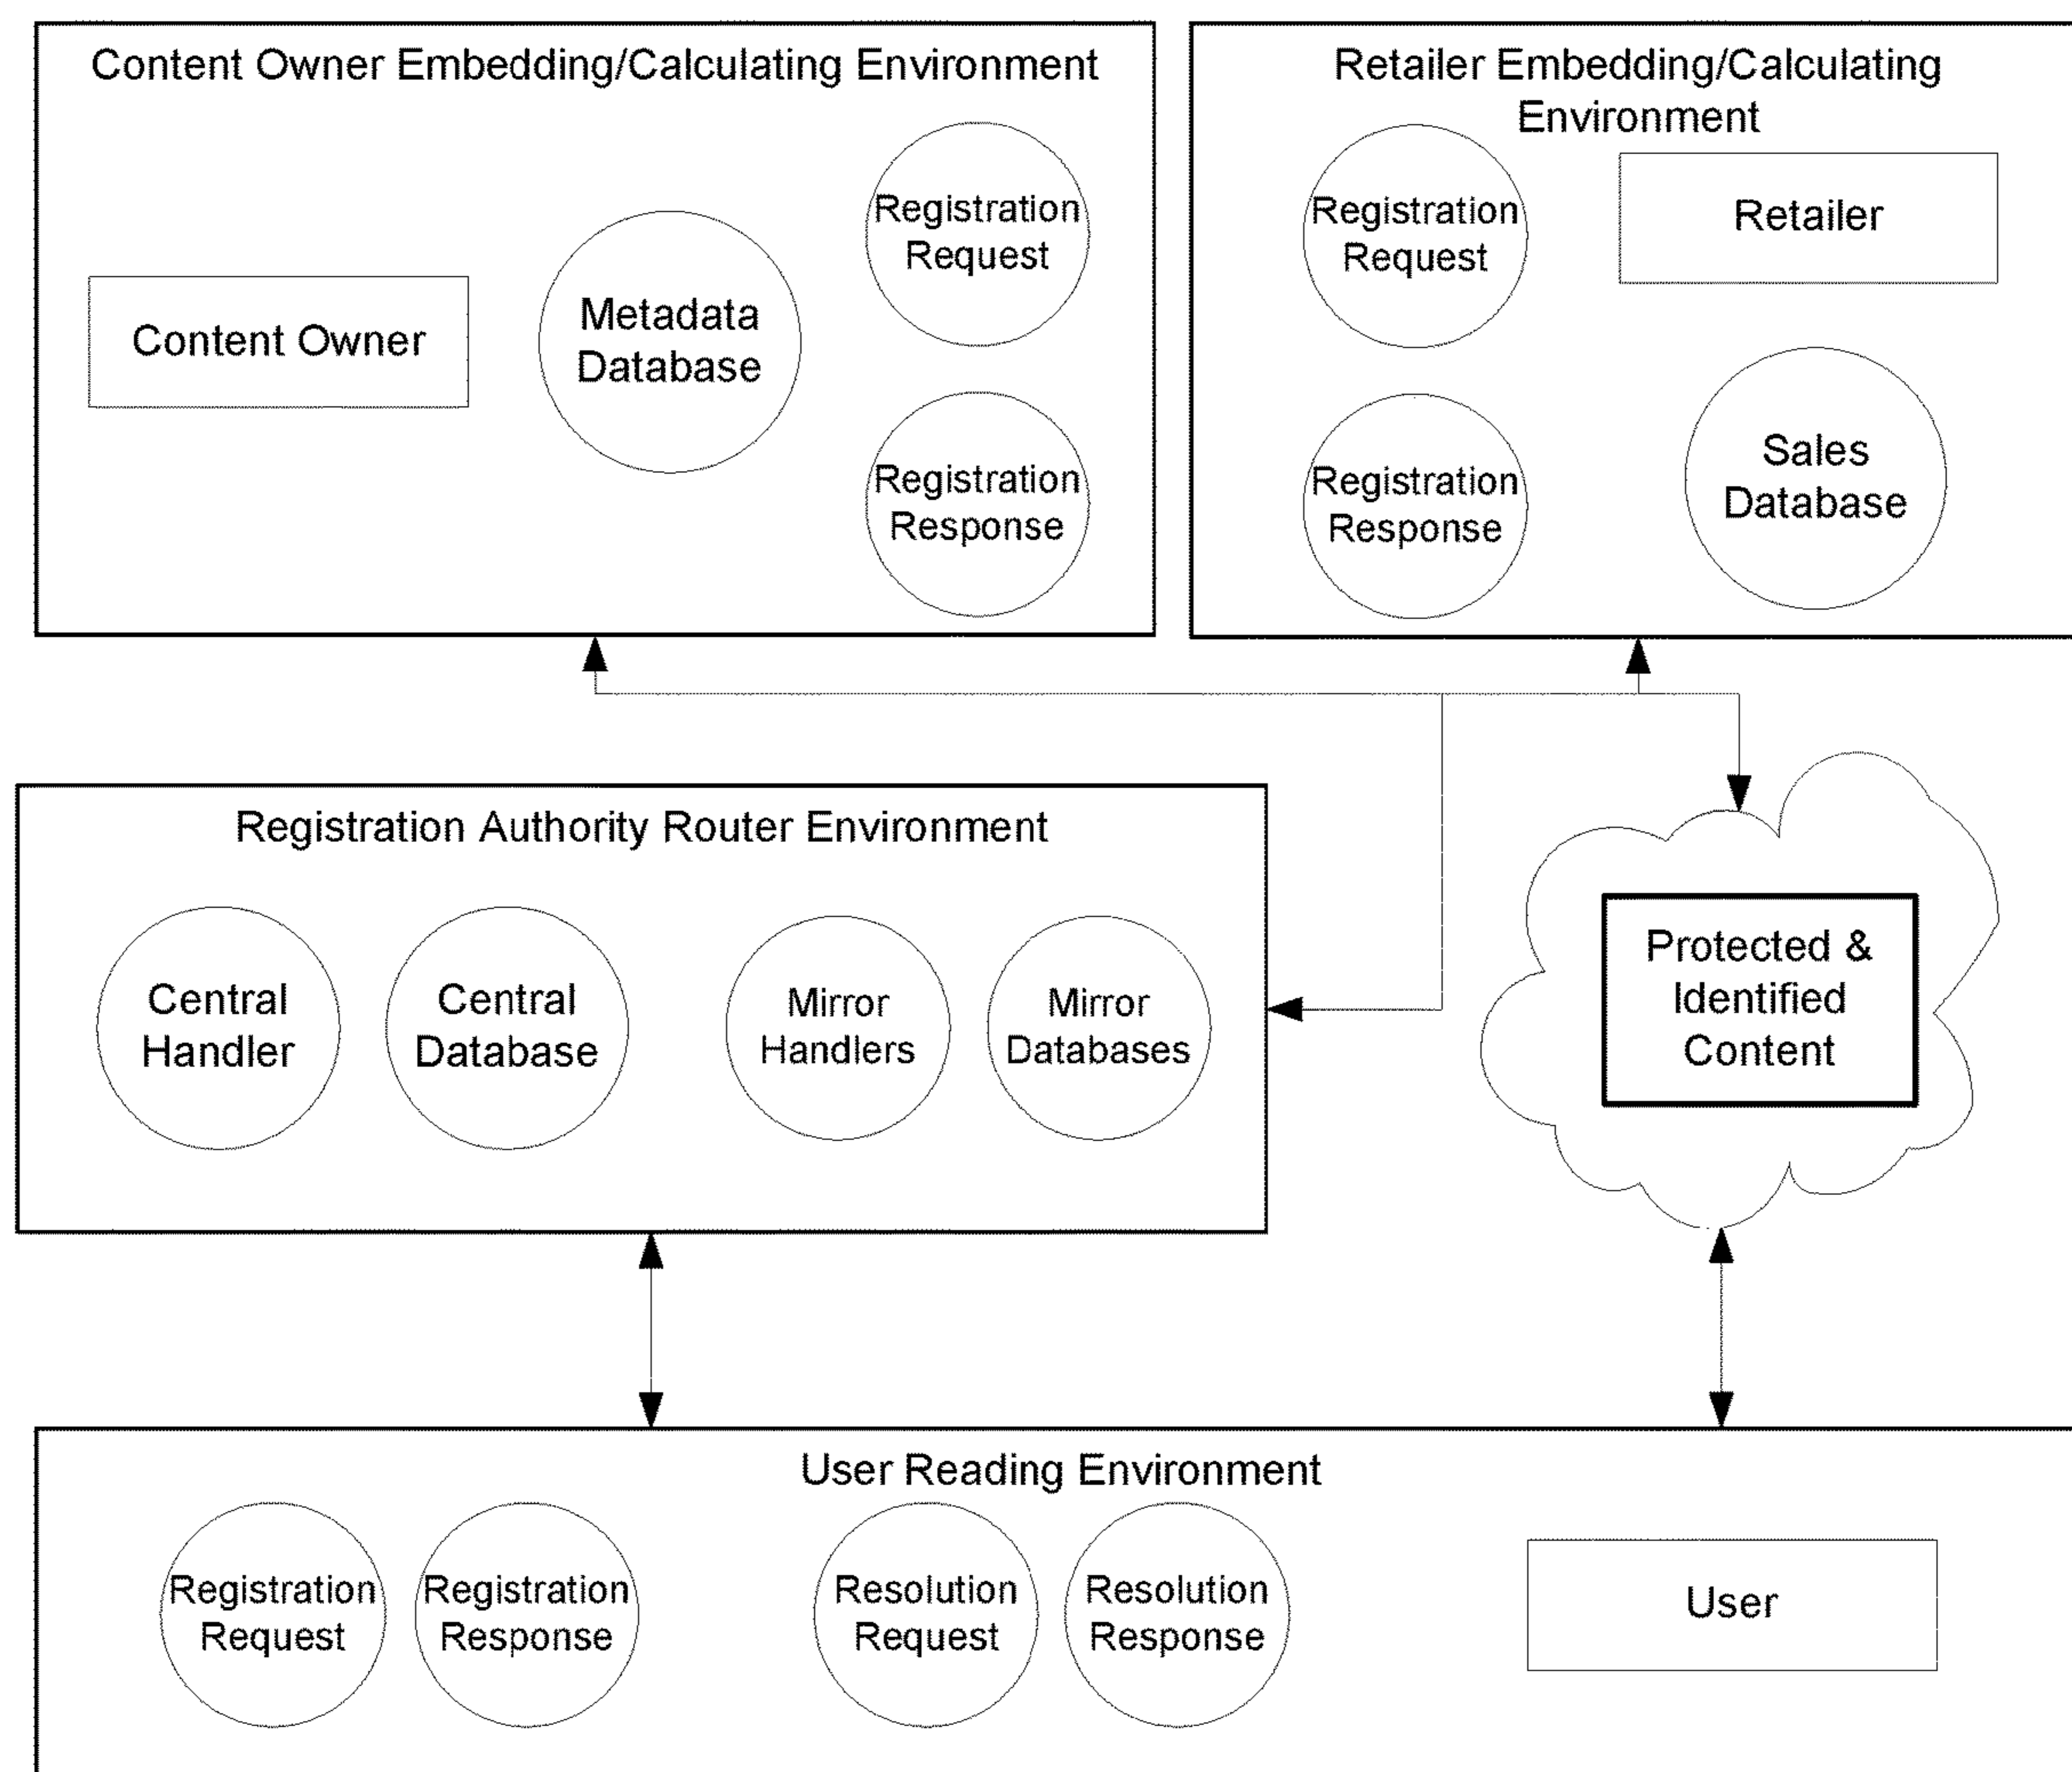 Content Owner Embedding/Calculating Environment
Content Owner
Metadata
Database
Registration
Request
Registration
Response
Retailer Embedding/Calculating
Environment
Registration
Request
Retailer
Registration
Response
Sales
Database
Registration Authority Router Environment
Central
Handler
Central
Database
Mirror
Handlers
Mirror
Databases
Protected &
Identified
Content
User Reading Environment
Registration
Request
Registration
Response
Resolution
Request
Resolution
Response
User